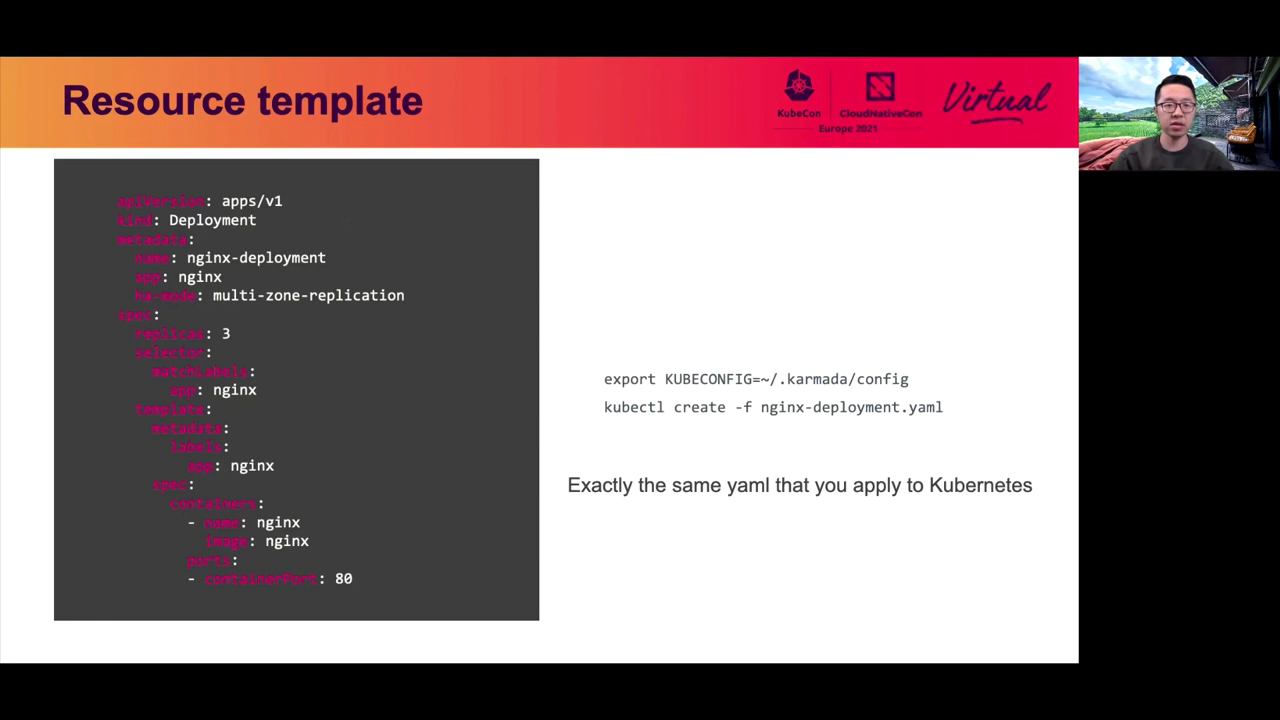 Resource template
KubeCon
CloudNativeCon
Europe 2021
Virtual
apiVersion: apps/v1
kind: Deployment
metadata:
  name: nginx-deployment
  app: nginx
  ha-mode: multi-zone-replication
spec:
  replicas: 3
  selector:
    matchLabels:
      app: nginx
  template:
    metadata:
      labels:
        app: nginx
    spec:
      containers:
        - name: nginx
          image: nginx
        ports:
        - containerPort: 80
export KUBECONFIG=~/.karmada/config
kubectl create -f nginx-deployment.yaml
Exactly the same yaml that you apply to Kubernetes